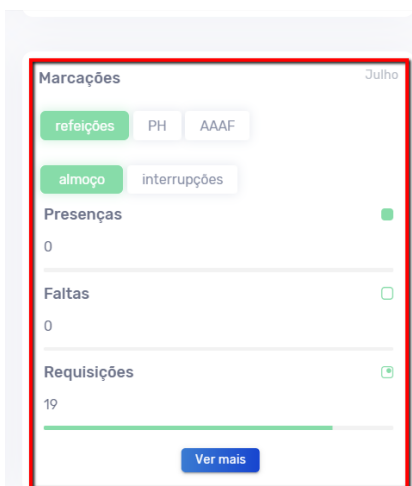 Marcações Julho
refeições PH AAAF
almoço interrupções
Presenças
0
Faltas
0
Requisições
19
Ver mais